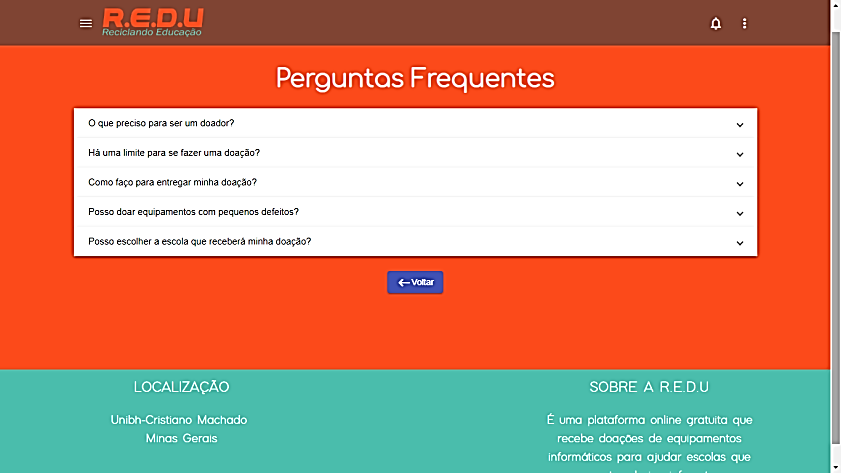 R.E.D.U
Reciclando Educação
Perguntas Frequentes
O que preciso para ser um doador?
Há uma limite para se fazer uma doação?
Como faço para entregar minha doação?
Posso doar equipamentos com pequenos defeitos?
Posso escolher a escola que receberá minha doação?
Voltar
LOCALIZAÇÃO
Unibh-Cristiano Machado
Minas Gerais
SOBRE A R.E.D.U
É uma plataforma online gratuita que
recebe doações de equipamentos
informáticos para ajudar escolas que